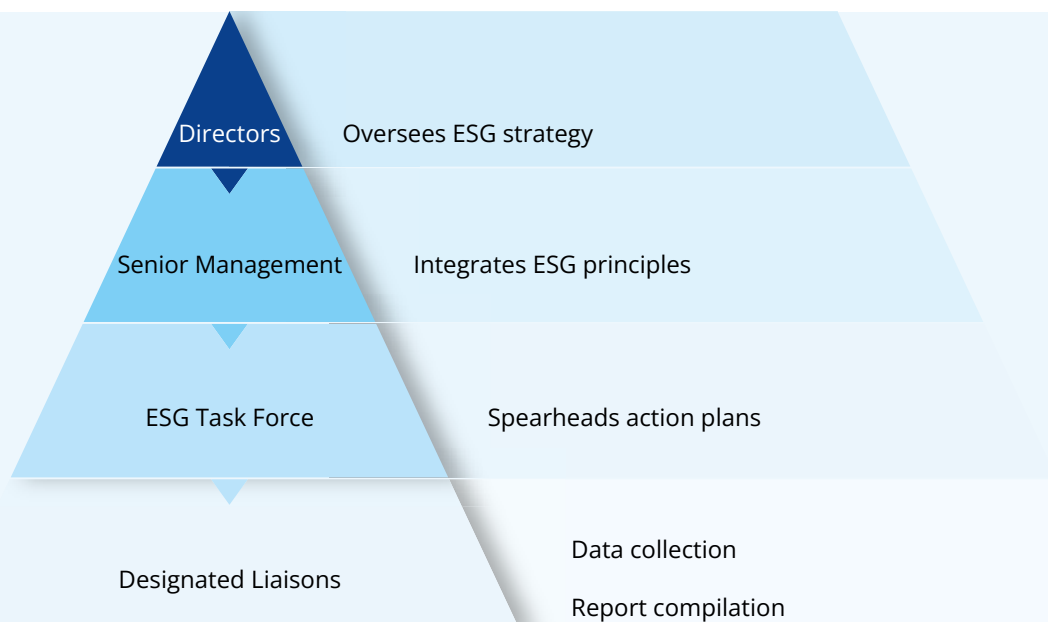 Directors
Oversees ESG strategy
Senior Management
Integrates ESG principles
ESG Task Force
Spearheads action plans
Designated Liaisons
Data collection
Report compilation